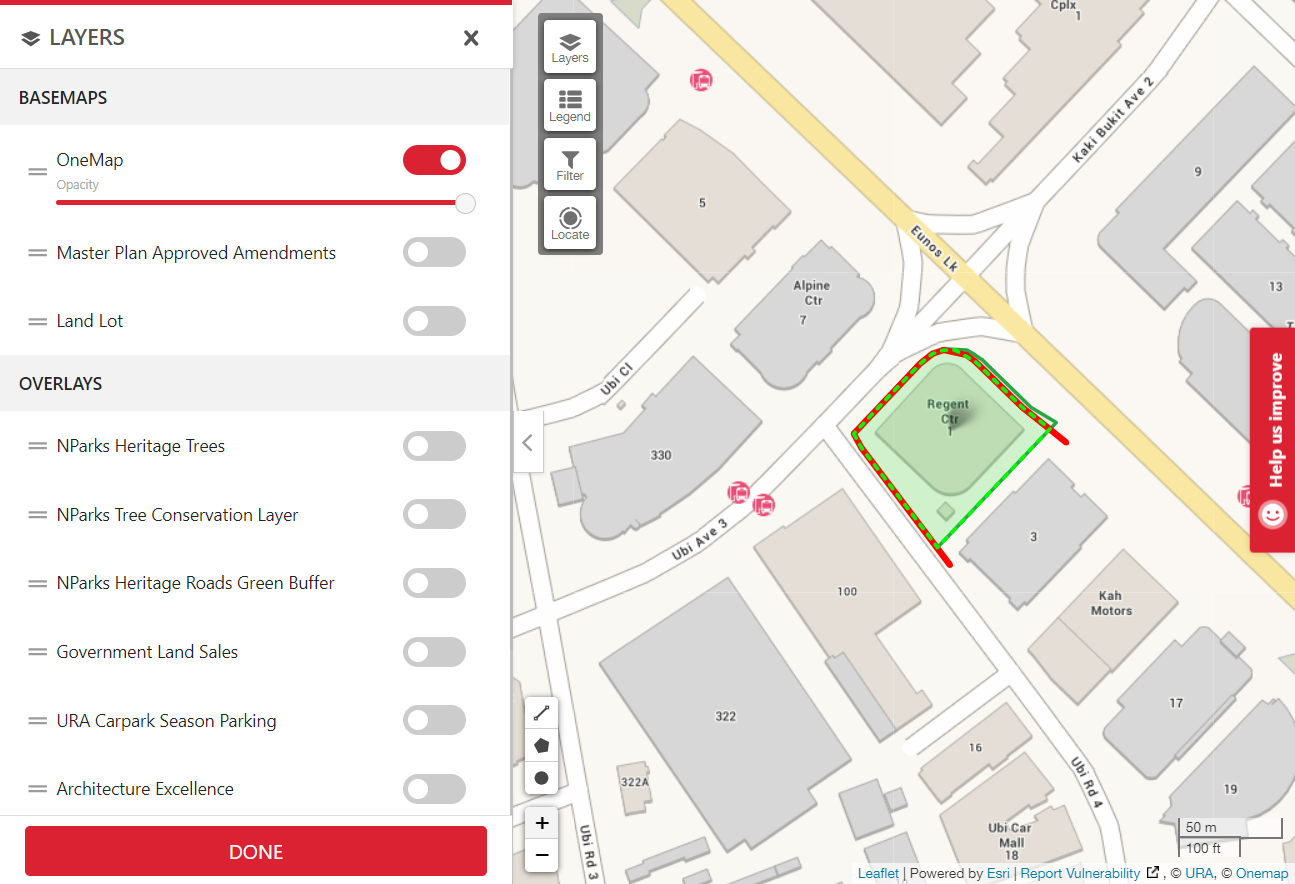 LAYERS
BASEMAPS
OneMap
Opacity
Master Plan Approved Amendments
Land Lot
OVERLAYS
NParks Heritage Trees
NParks Tree Conservation Layer
NParks Heritage Roads Green Buffer
Government Land Sales
URA Carpark Season Parking
Architecture Excellence
DONE
Layers
Legend
Filter
Locate
Cplx
1
Kaki Bukit Ave 2
9
5
Eunos Lk
Alpine
Ctr
7
13
Ubi Cl
Regent
Ctr
1
Help us improve
330
Ubi Ave 3
3
100
Kah
Motors
322
17
16
322A
Ubi Rd 4
19
Ubi Rd 3
Ubi Car
Mall
18
50 m
100 ft
Leaflet | Powered by Esri | Report Vulnerability , © URA, © Onemap